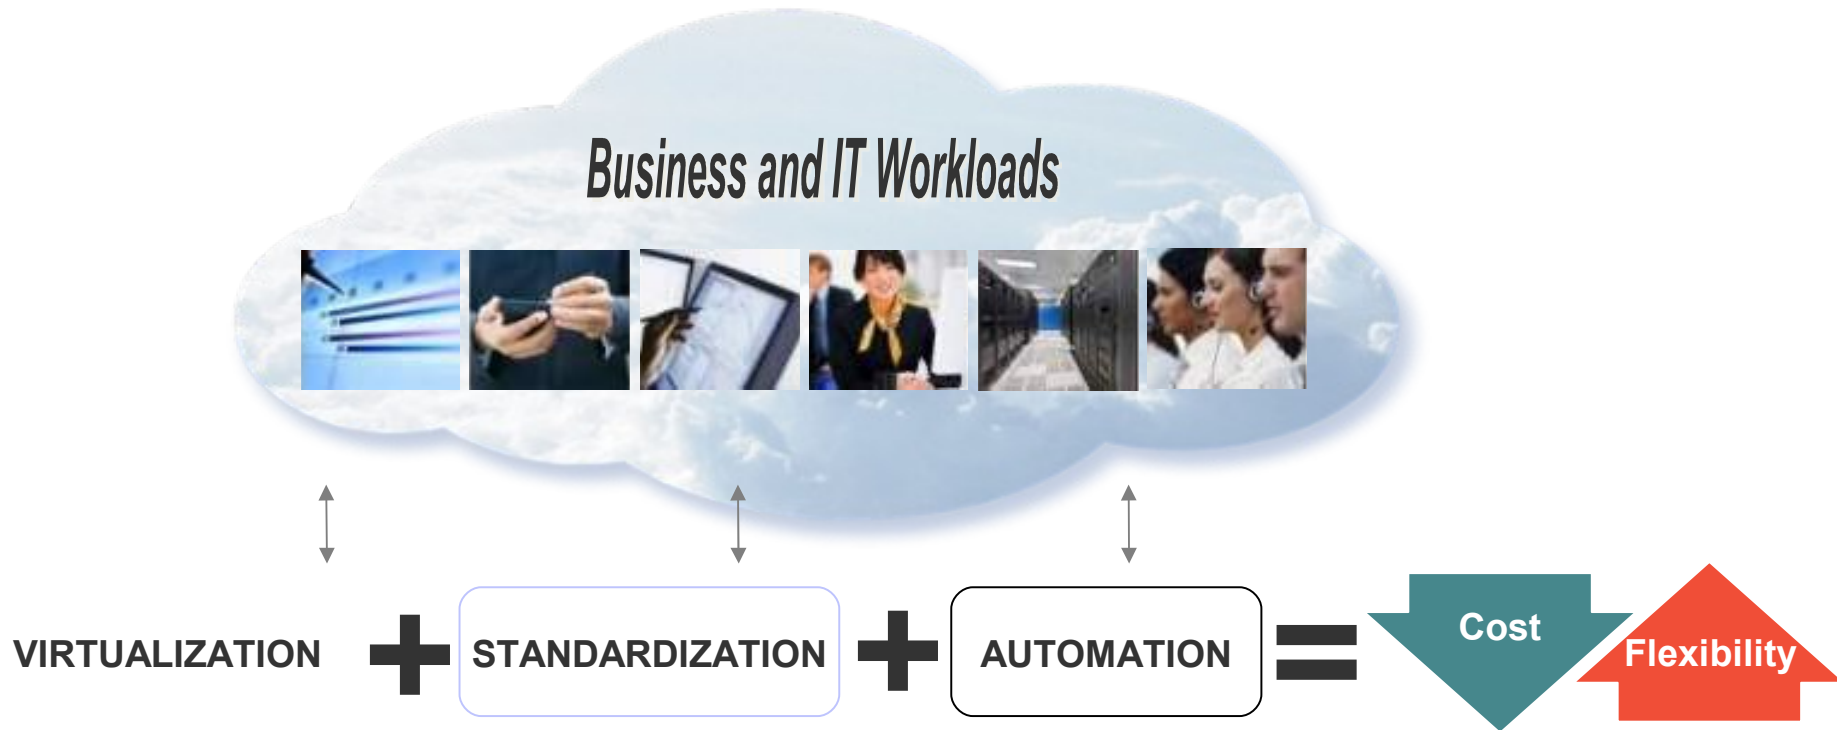 Business and IT Workloads
VIRTUALIZATION + STANDARDIZATION + AUTOMATION =
Cost
Flexibility